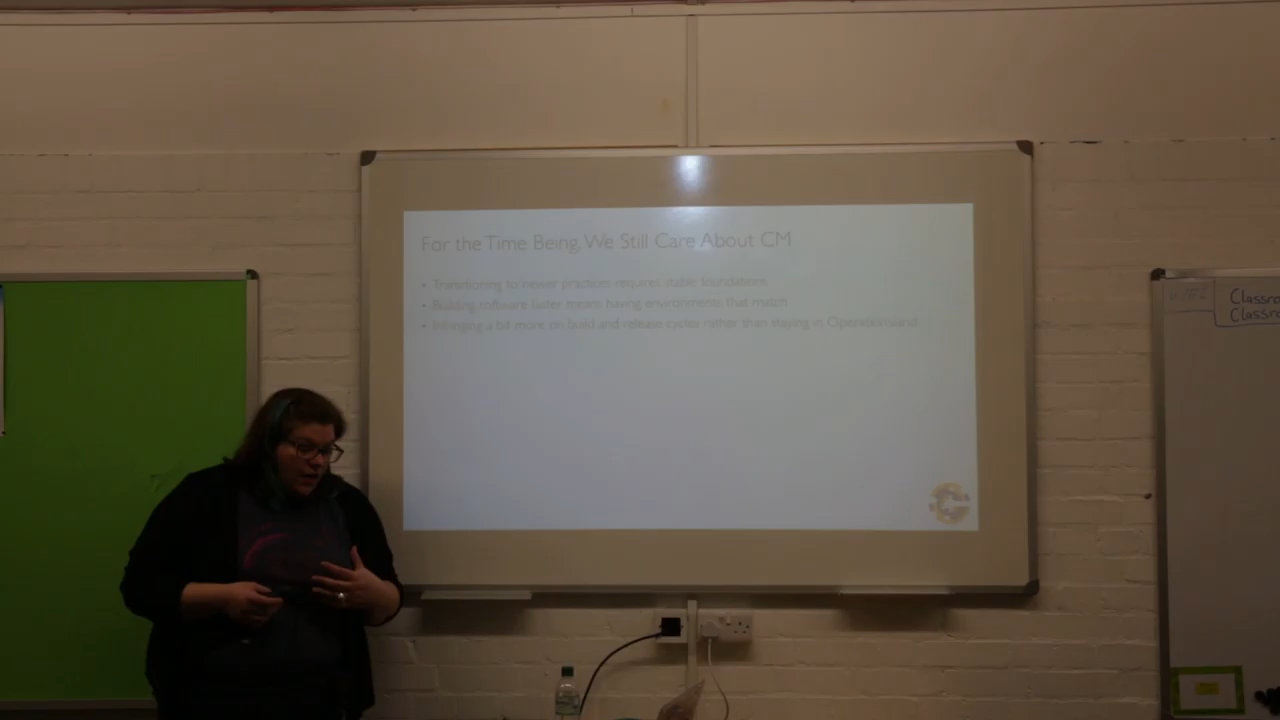 For the Time Being, We Still Care About CM
• Transitioning to newer practices requires stable foundations
• Building software faster means having environments that match
• Infringing a bit more on build and release cycles rather than staying in Operationsland
Classro
Classro